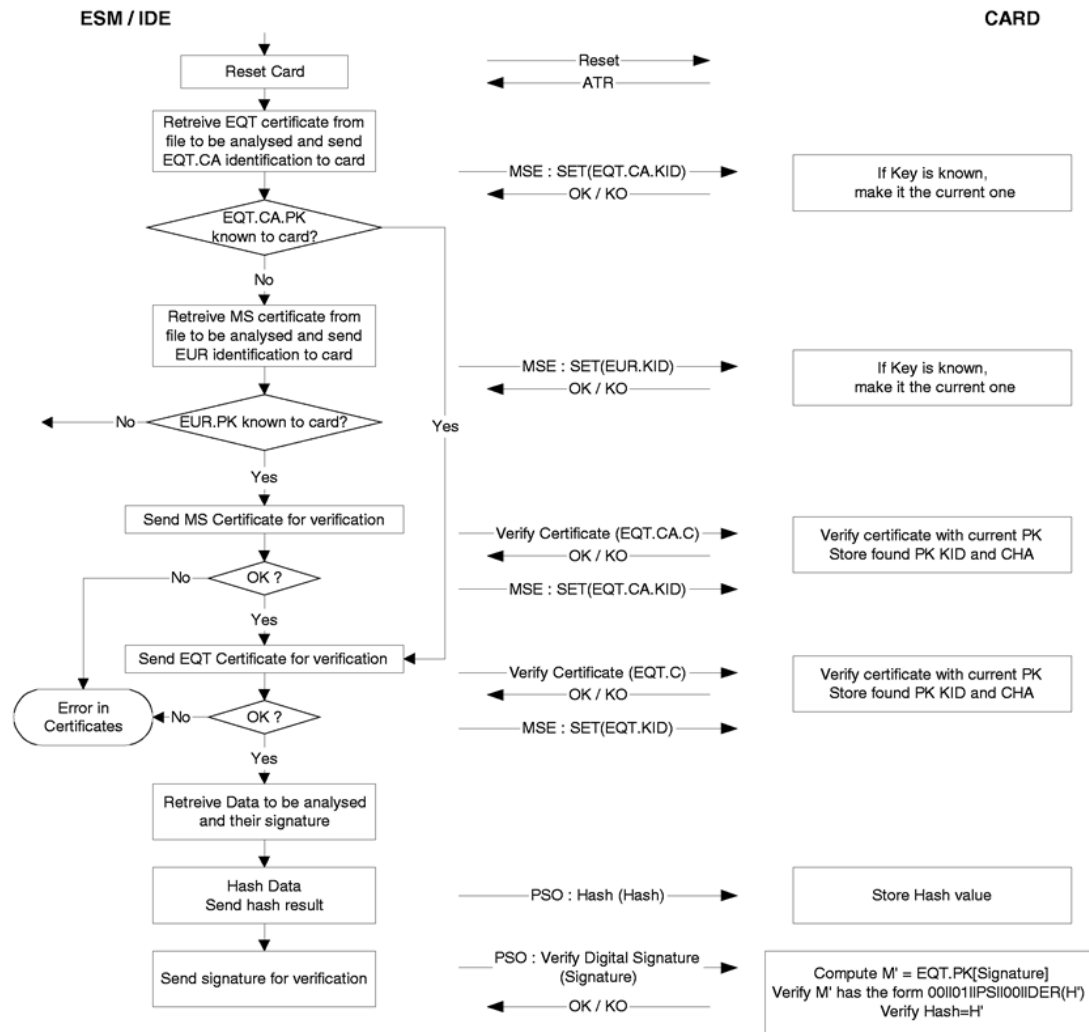 ESM / IDE
CARD
Reset Card
Reset
ATR
Retreive EQT certificate from
file to be analysed and send
EQT.CA identification to card
MSE : SET(EQT.CA.KID)
OK / KO
If Key is known,
make it the current one
EQT.CA.PK
known to card?
No
Retreive MS certificate from
file to be analysed and send
EUR identification to card
MSE : SET(EUR.KID)
OK / KO
If Key is known,
make it the current one
No
EUR.PK known to card?
Yes
Yes
Send MS Certificate for verification
Verify Certificate (EQT.CA.C)
OK / KO
Verify certificate with current PK
Store found PK KID and CHA
No
OK ?
MSE : SET(EQT.CA.KID)
Yes
Send EQT Certificate for verification
Verify Certificate (EQT.C)
OK / KO
Verify certificate with current PK
Store found PK KID and CHA
Error in
Certificates
No
OK ?
MSE : SET(EQT.KID)
Yes
Retreive Data to be analysed
and their signature
Hash Data
Send hash result
PSO : Hash (Hash)
Store Hash value
Send signature for verification
PSO : Verify Digital Signature
(Signature)
OK / KO
Compute M' = EQT.PK[Signature]
Verify M' has the form 00||01||PS||00||DER(H')
Verify Hash=H'